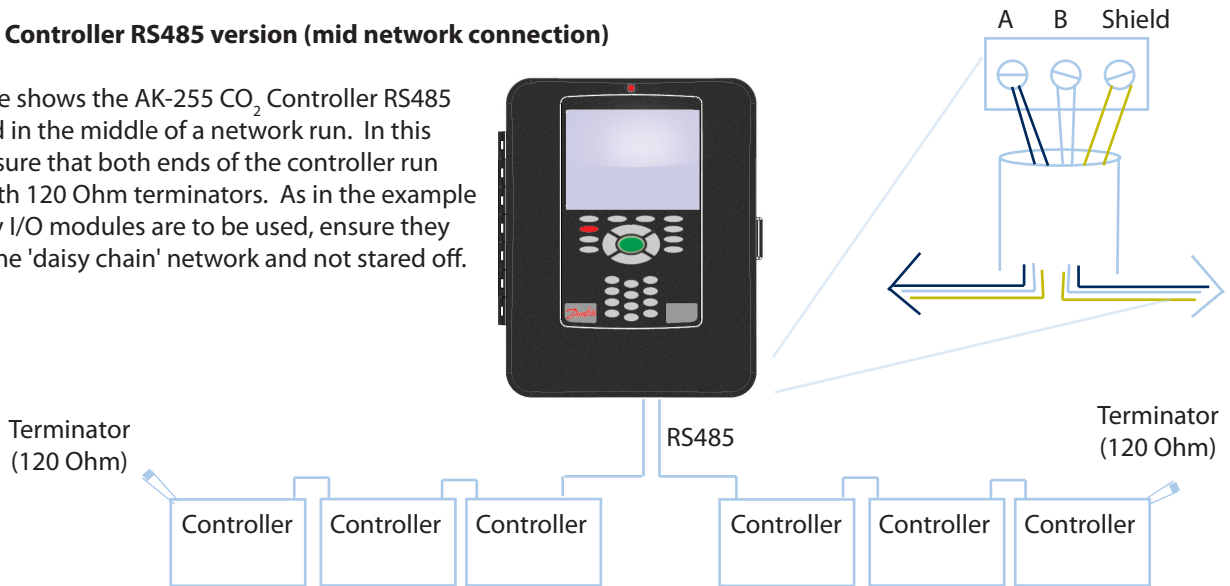 Controller RS485 version (mid network connection)
e shows the AK-255 CO₂ Controller RS485
d in the middle of a network run. In this
sure that both ends of the controller run
th 120 Ohm terminators. As in the example
y I/O modules are to be used, ensure they
he 'daisy chain' network and not stared off.
A B Shield
Danfoss
RS485
Terminator
(120 Ohm)
Terminator
(120 Ohm)
Controller Controller Controller Controller Controller Controller